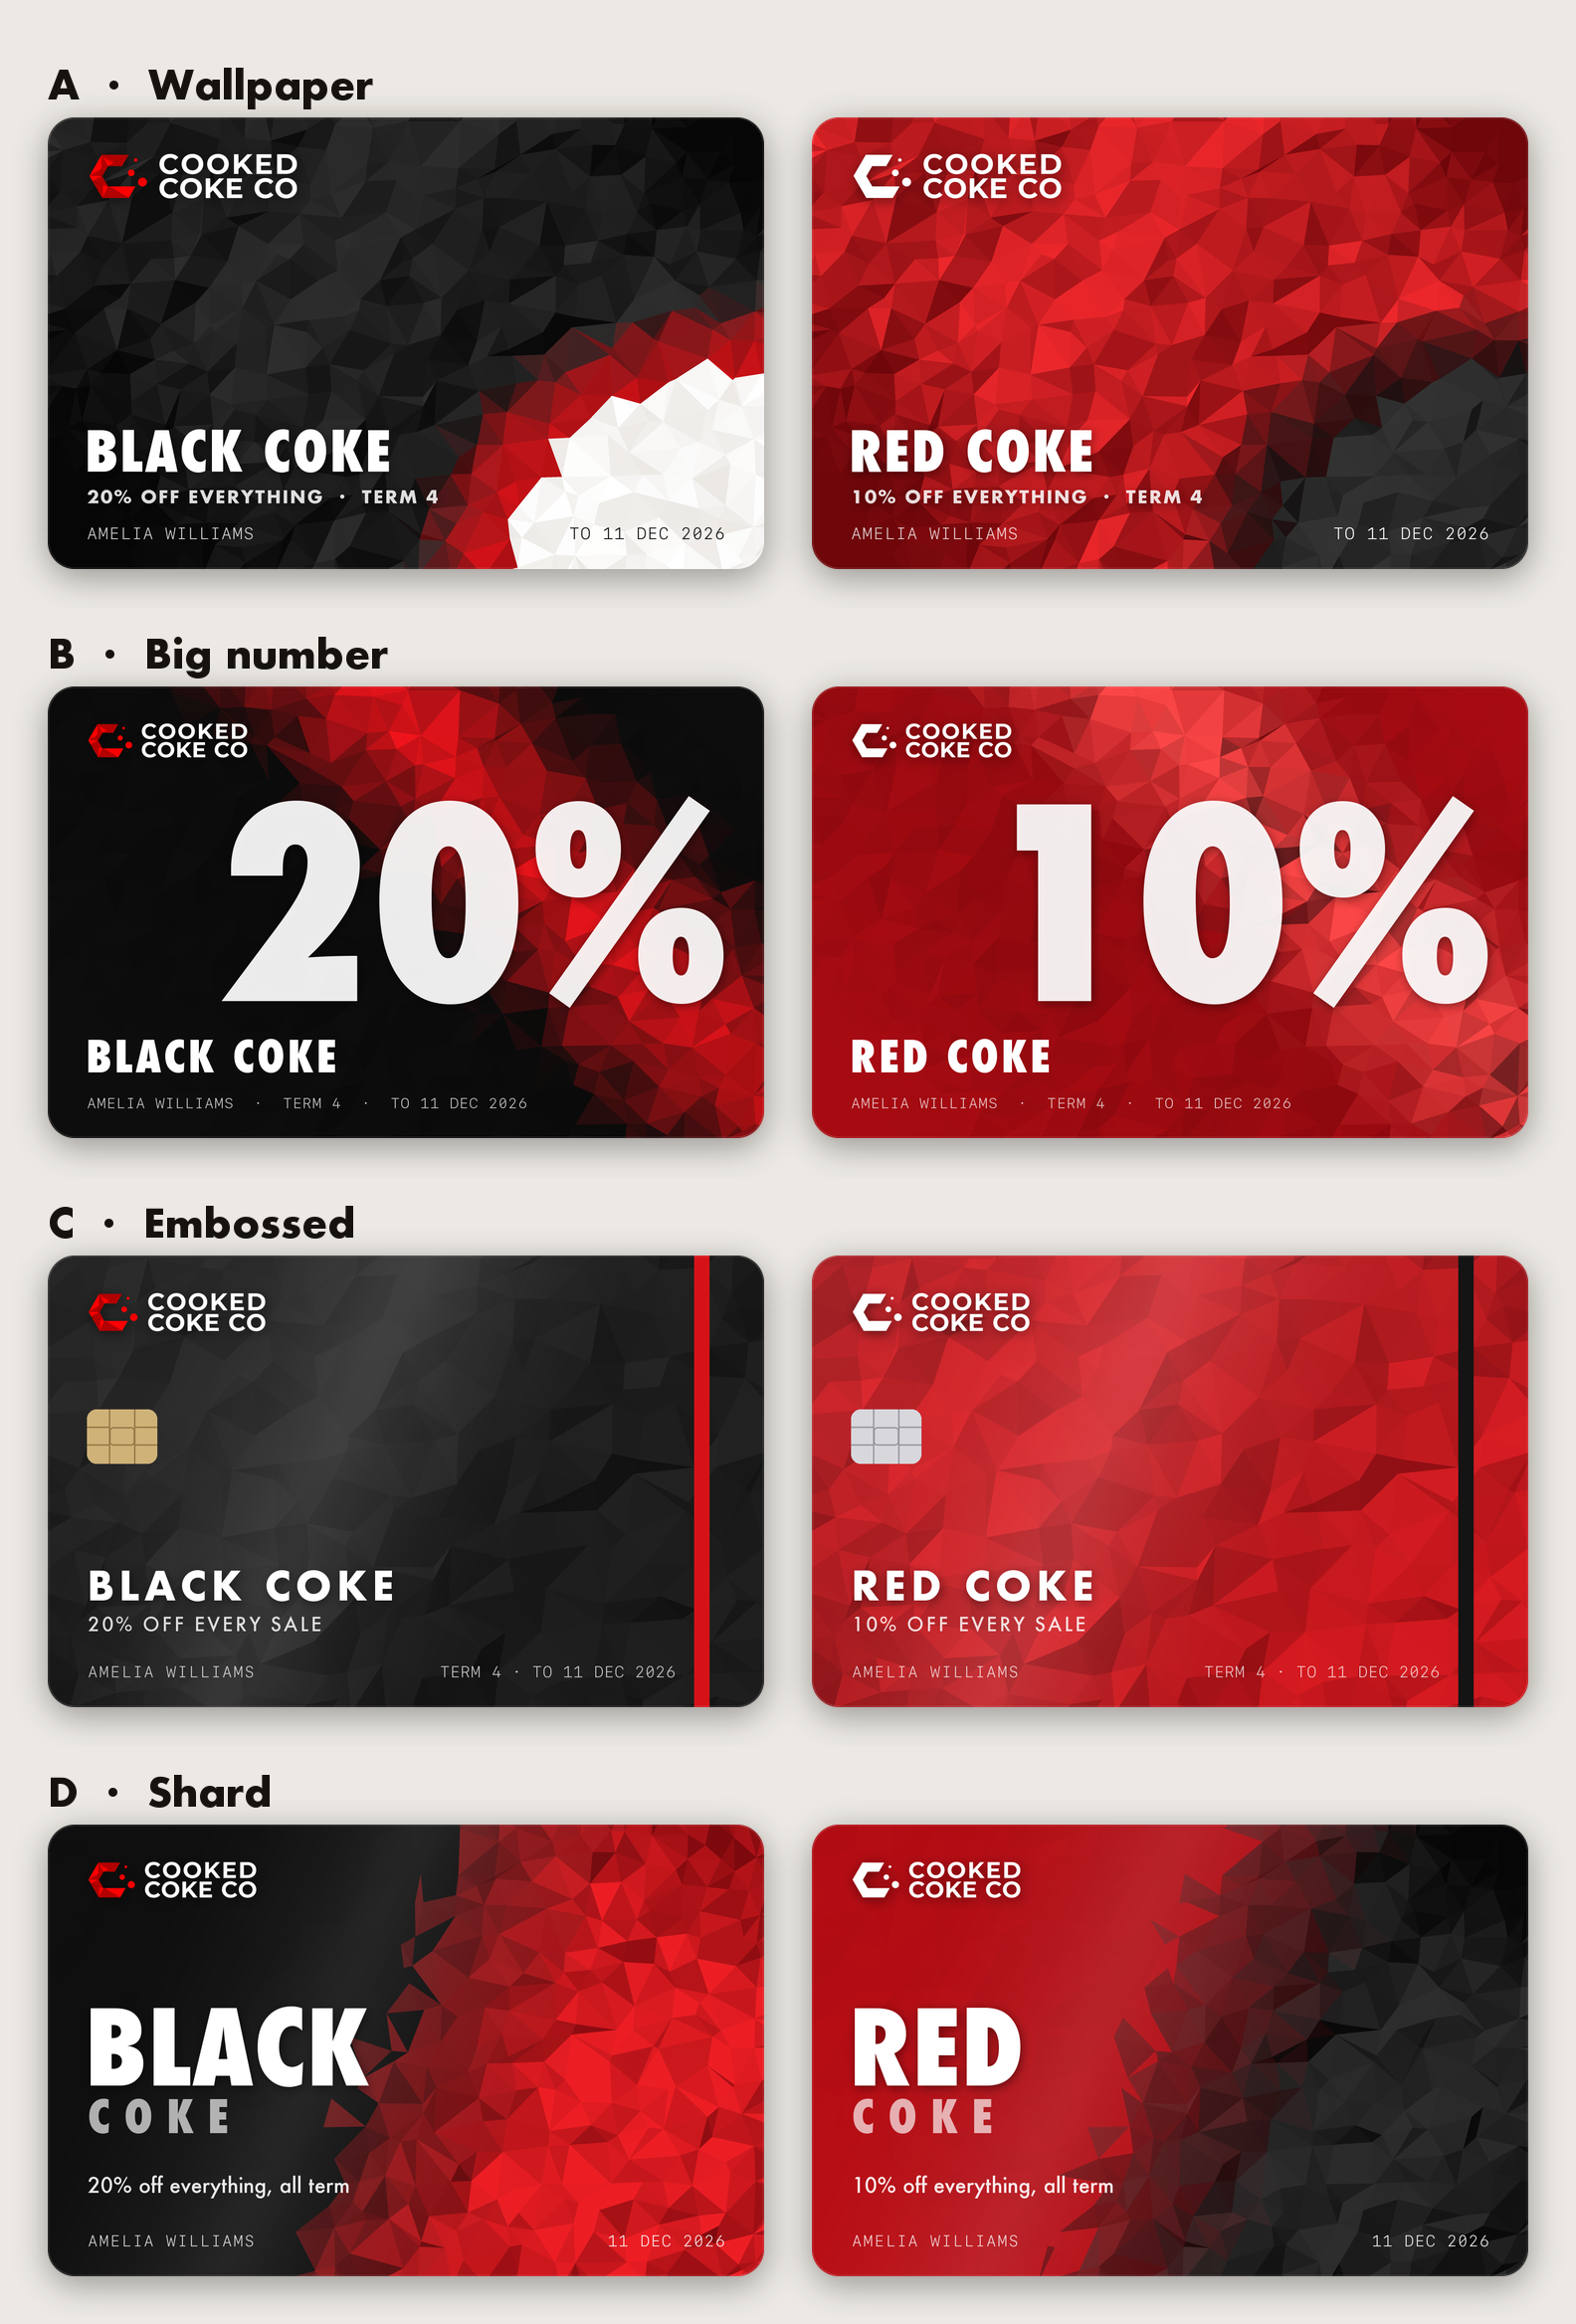 A · Wallpaper
COOKED
COKE CO
BLACK COKE
20% OFF EVERYTHING · TERM 4
AMELIA WILLIAMS
TO 11 DEC 2026
COOKED
COKE CO
RED COKE
10% OFF EVERYTHING · TERM 4
AMELIA WILLIAMS
TO 11 DEC 2026
B · Big number
COOKED
COKE CO
20%
BLACK COKE
AMELIA WILLIAMS · TERM 4 · TO 11 DEC 2026
COOKED
COKE CO
10%
RED COKE
AMELIA WILLIAMS · TERM 4 · TO 11 DEC 2026
C · Embossed
COOKED
COKE CO
BLACK COKE
20% OFF EVERY SALE
AMELIA WILLIAMS
TERM 4 · TO 11 DEC 2026
COOKED
COKE CO
RED COKE
10% OFF EVERY SALE
AMELIA WILLIAMS
TERM 4 · TO 11 DEC 2026
D · Shard
COOKED
COKE CO
BLACK
COKE
20% off everything, all term
AMELIA WILLIAMS
11 DEC 2026
COOKED
COKE CO
RED
COKE
10% off everything, all term
AMELIA WILLIAMS
11 DEC 2026